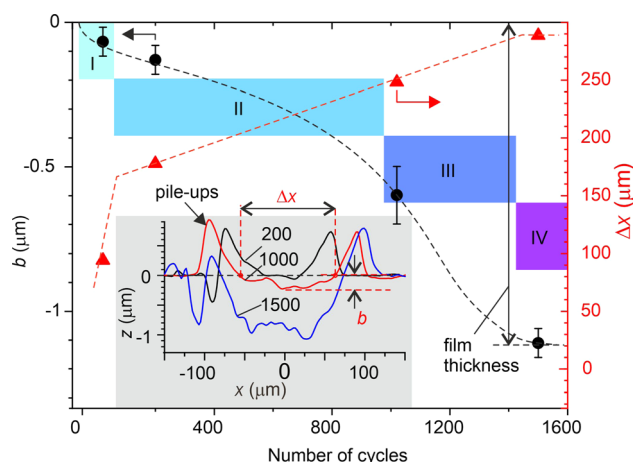 0
-0.5
-1
b (μm)
I
II
III
IV
300
250
200
150
100
50
0
Δx (μm)
pile-ups
Δx
200
1000
1500
b
0
-1
z (μm)
-100
0
100
x (μm)
film
thickness
0
400
800
1200
1600
Number of cycles